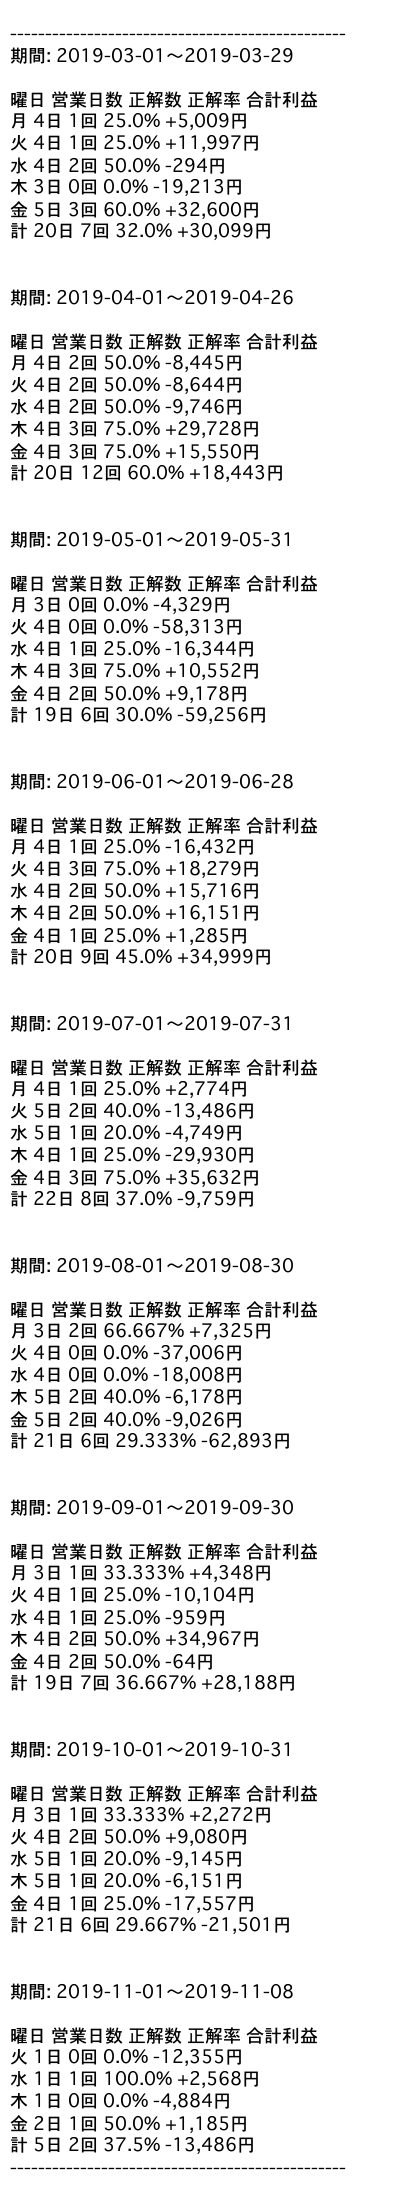 ------------------------------------------------
期間: 2019-03-01～2019-03-29
曜日 営業日数 正解数 正解率 合計利益
月 4日 1回 25.0% +5,009円
火 4日 1回 25.0% +11,997円
水 4日 2回 50.0% -294円
木 3日 0回 0.0% -19,213円
金 5日 3回 60.0% +32,600円
計 20日 7回 32.0% +30,099円
期間: 2019-04-01～2019-04-26
曜日 営業日数 正解数 正解率 合計利益
月 4日 2回 50.0% -8,445円
火 4日 2回 50.0% -8,644円
水 4日 2回 50.0% -9,746円
木 4日 3回 75.0% +29,728円
金 4日 3回 75.0% +15,550円
計 20日 12回 60.0% +18,443円
期間: 2019-05-01～2019-05-31
曜日 営業日数 正解数 正解率 合計利益
月 3日 0回 0.0% -4,329円
火 4日 0回 0.0% -58,313円
水 4日 1回 25.0% -16,344円
木 4日 3回 75.0% +10,552円
金 4日 2回 50.0% +9,178円
計 19日 6回 30.0% -59,256円
期間: 2019-06-01～2019-06-28
曜日 営業日数 正解数 正解率 合計利益
月 4日 1回 25.0% -16,432円
火 4日 3回 75.0% +18,279円
水 4日 2回 50.0% +15,716円
木 4日 2回 50.0% +16,151円
金 4日 1回 25.0% +1,285円
計 20日 9回 45.0% +34,999円
期間: 2019-07-01～2019-07-31
曜日 営業日数 正解数 正解率 合計利益
月 4日 1回 25.0% +2,774円
火 5日 2回 40.0% -13,486円
水 5日 1回 20.0% -4,749円
木 4日 1回 25.0% -29,930円
金 4日 3回 75.0% +35,632円
計 22日 8回 37.0% -9,759円
期間: 2019-08-01～2019-08-30
曜日 営業日数 正解数 正解率 合計利益
月 3日 2回 66.667% +7,325円
火 4日 0回 0.0% -37,006円
水 4日 0回 0.0% -18,008円
木 5日 2回 40.0% -6,178円
金 5日 2回 40.0% -9,026円
計 21日 6回 29.333% -62,893円
期間: 2019-09-01～2019-09-30
曜日 営業日数 正解数 正解率 合計利益
月 3日 1回 33.333% +4,348円
火 4日 1回 25.0% -10,104円
水 4日 1回 25.0% -959円
木 4日 2回 50.0% +34,967円
金 4日 2回 50.0% -64円
計 19日 7回 36.667% +28,188円
期間: 2019-10-01～2019-10-31
曜日 営業日数 正解数 正解率 合計利益
月 3日 1回 33.333% +2,272円
火 4日 2回 50.0% +9,080円
水 5日 1回 20.0% -9,145円
木 5日 1回 20.0% -6,151円
金 4日 1回 25.0% -17,557円
計 21日 6回 29.667% -21,501円
期間: 2019-11-01～2019-11-08
曜日 営業日数 正解数 正解率 合計利益
火 1日 0回 0.0% -12,355円
水 1日 1回 100.0% +2,568円
木 1日 0回 0.0% -4,884円
金 2日 1回 50.0% +1,185円
計 5日 2回 37.5% -13,486円
------------------------------------------------